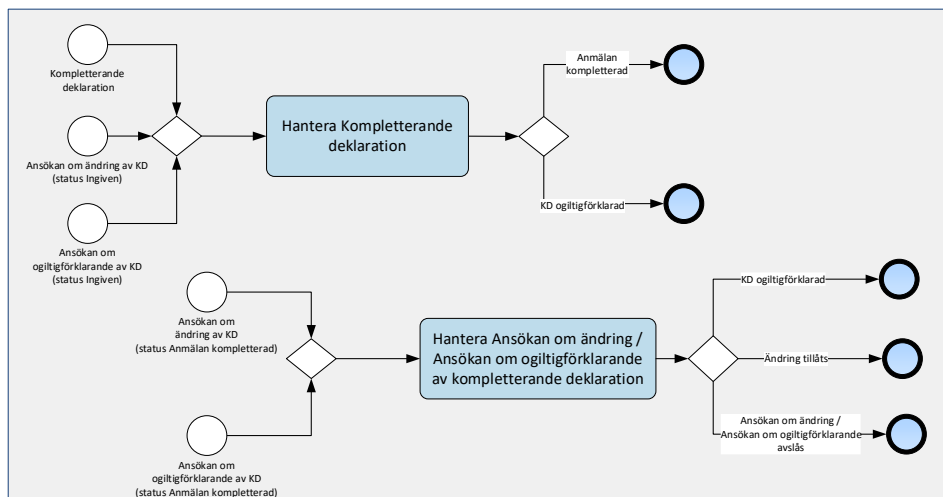 Kompletterande
deklaration
Ansökan om ändring av KD
(status Ingiven)
Ansökan om
ogiltigförklarande av KD
(status Ingiven)
Hantera Kompletterande
deklaration
Anmälan
kompletterad
KD ogiltigförklarad
Ansökan om
ändring av KD
(status Anmälan kompletterad)
Ansökan om
ogiltigförklarande av KD
(status Anmälan kompletterad)
Hantera Ansökan om ändring /
Ansökan om ogiltigförklarande
av kompletterande deklaration
KD ogiltigförklarad
Ändring tillåts
Ansökan om ändring /
Ansökan om ogiltigförklarande
avslås